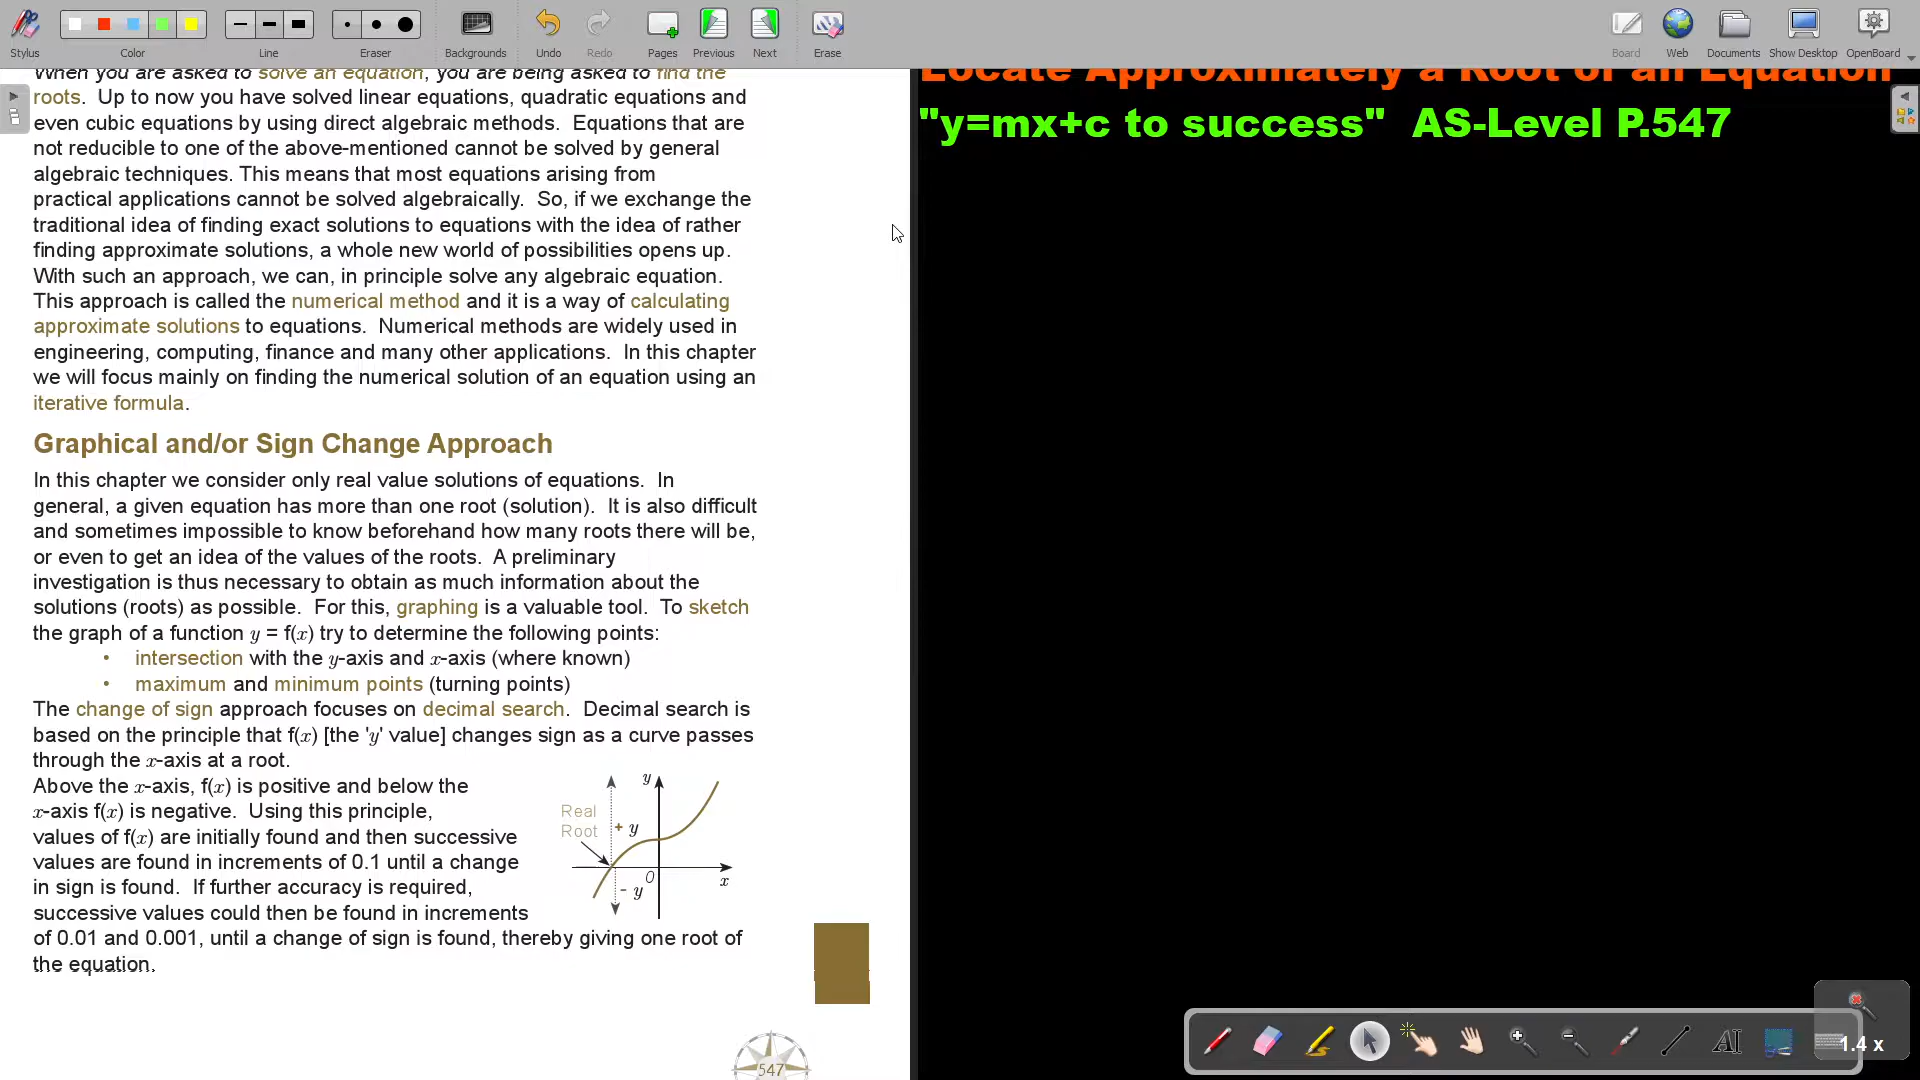 Stylus
Color
Line
Eraser
Backgrounds
Undo
Redo
Pages
Previous
Next
Erase
Board
Web
Documents
Show Desktop
OpenBoard
When you are asked to solve an equation, you are being asked to find the
roots.  Up to now you have solved linear equations, quadratic equations and
even cubic equations by using direct algebraic methods.  Equations that are
not reducible to one of the above-mentioned cannot be solved by general
algebraic techniques. This means that most equations arising from
practical applications cannot be solved algebraically.  So, if we exchange the
traditional idea of finding exact solutions to equations with the idea of rather
finding approximate solutions, a whole new world of possibilities opens up.
With such an approach, we can, in principle solve any algebraic equation.
This approach is called the numerical method and it is a way of calculating
approximate solutions to equations.  Numerical methods are widely used in
engineering, computing, finance and many other applications.  In this chapter
we will focus mainly on finding the numerical solution of an equation using an
iterative formula.
Graphical and/or Sign Change Approach
In this chapter we consider only real value solutions of equations.  In
general, a given equation has more than one root (solution).  It is also difficult
and sometimes impossible to know beforehand how many roots there will be,
or even to get an idea of the values of the roots.  A preliminary
investigation is thus necessary to obtain as much information about the
solutions (roots) as possible.  For this, graphing is a valuable tool.  To sketch
the graph of a function y = f(x) try to determine the following points:
• intersection with the y-axis and x-axis (where known)
• maximum and minimum points (turning points)
The change of sign approach focuses on decimal search.  Decimal search is
based on the principle that f(x) [the 'y' value] changes sign as a curve passes
through the x-axis at a root.
Above the x-axis, f(x) is positive and below the
x-axis f(x) is negative.  Using this principle,
values of f(x) are initially found and then successive
values are found in increments of 0.1 until a change
in sign is found.  If further accuracy is required,
successive values could then be found in increments
of 0.01 and 0.001, until a change of sign is found, thereby giving one root of
the equation.
y
Real
Root
+ y
0
x
- y
547
Locate Approximately a Root of an Equation
"y=mx+c to success"  AS-Level P.547
1.4 x